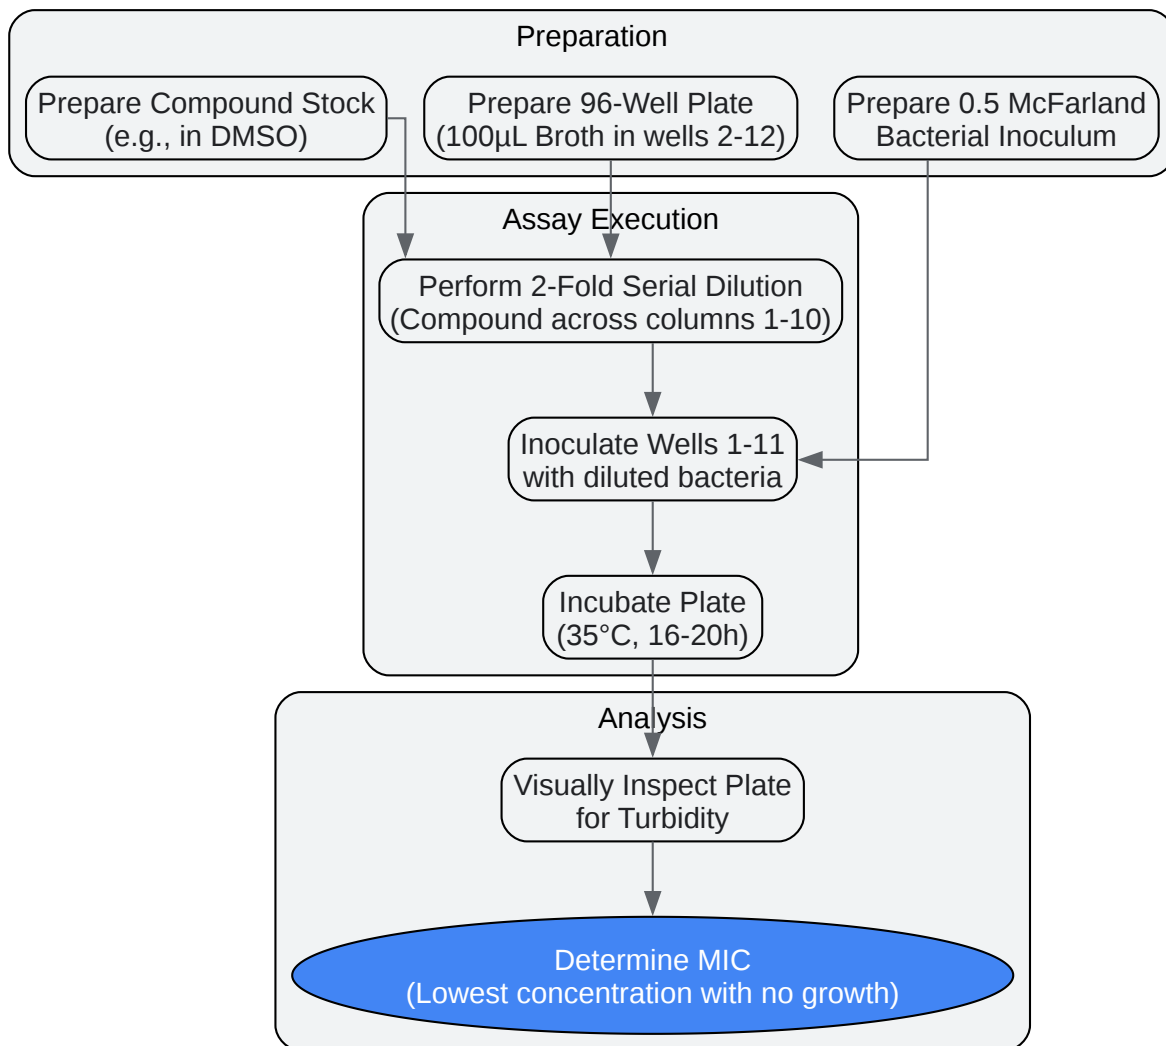 Preparation
Prepare Compound Stock
(e.g., in DMSO)
Prepare 96-Well Plate
(100µL Broth in wells 2-12)
Prepare 0.5 McFarland
Bacterial Inoculum
Assay Execution
Perform 2-Fold Serial Dilution
(Compound across columns 1-10)
Inoculate Wells 1-11
with diluted bacteria
Incubate Plate
(35°C, 16-20h)
Analysis
Visually Inspect Plate
for Turbidity
Determine MIC
(Lowest concentration with no growth)